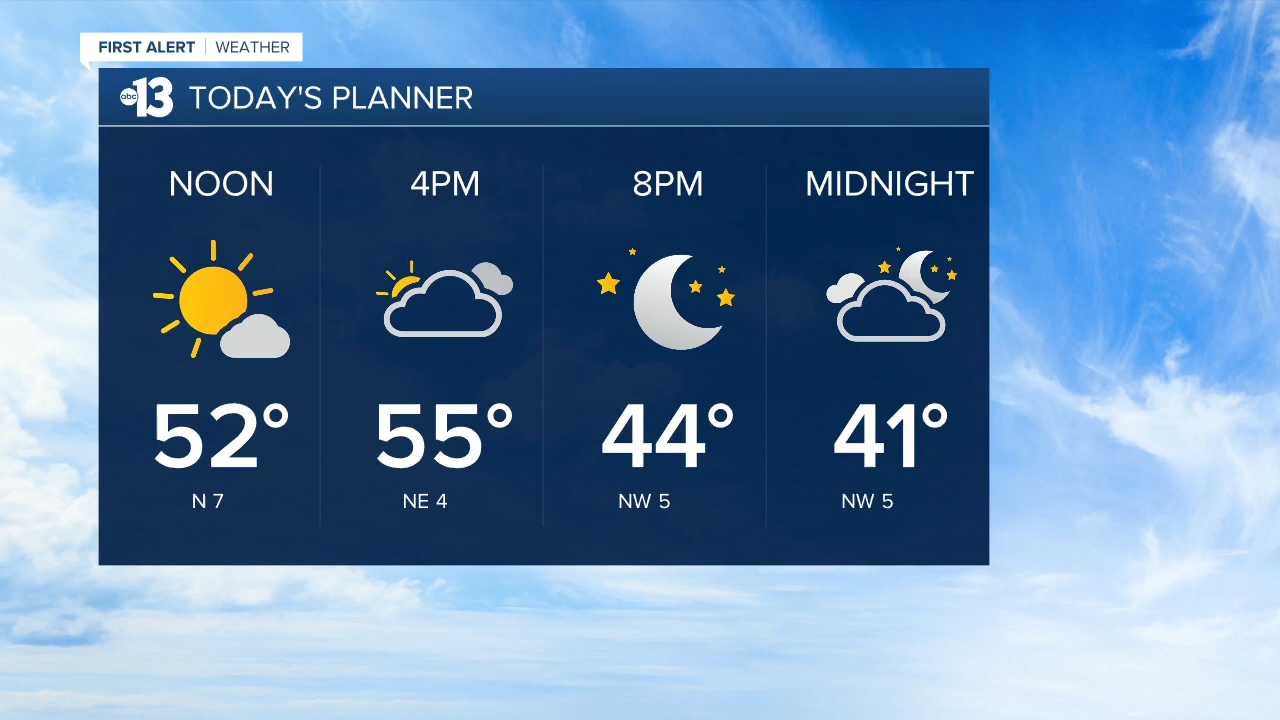 FIRST ALERT | WEATHER
abc 13 TODAY'S PLANNER
NOON 4PM 8PM MIDNIGHT
52° 55° 44° 41°
N 7 NE 4 NW 5 NW 5